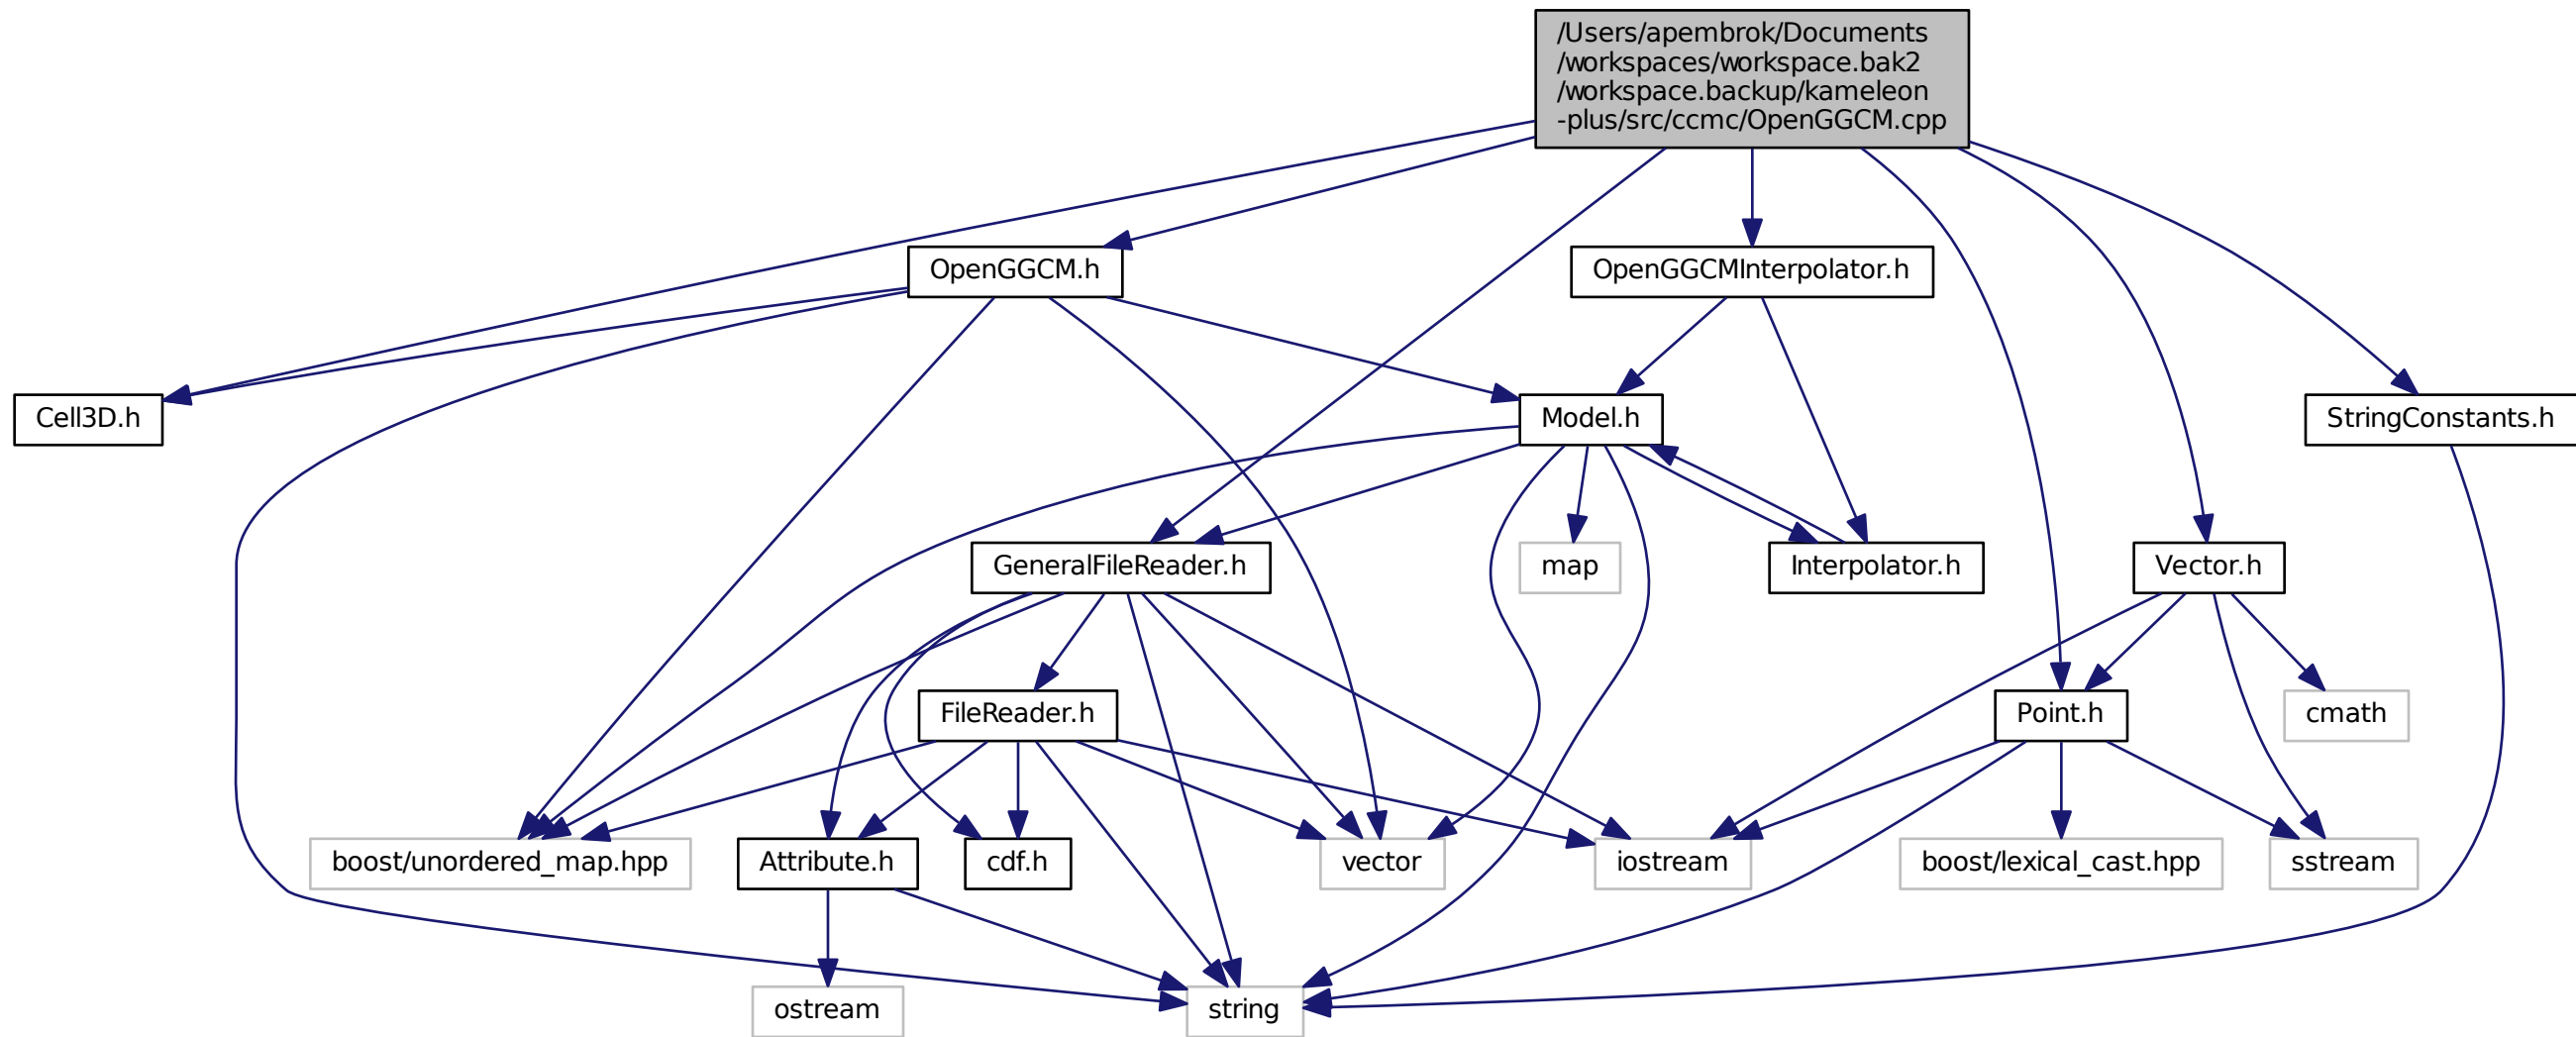 /Users/apembrok/Documents
/workspaces/workspace.bak2
/workspace.backup/kameleon
-plus/src/ccmc/OpenGGCM.cpp
OpenGGCM.h
OpenGGCMInterpolator.h
Cell3D.h
Model.h
StringConstants.h
GeneralFileReader.h
map
Interpolator.h
Vector.h
FileReader.h
Point.h
cmath
boost/unordered_map.hpp
Attribute.h
cdf.h
vector
iostream
boost/lexical_cast.hpp
sstream
ostream
string